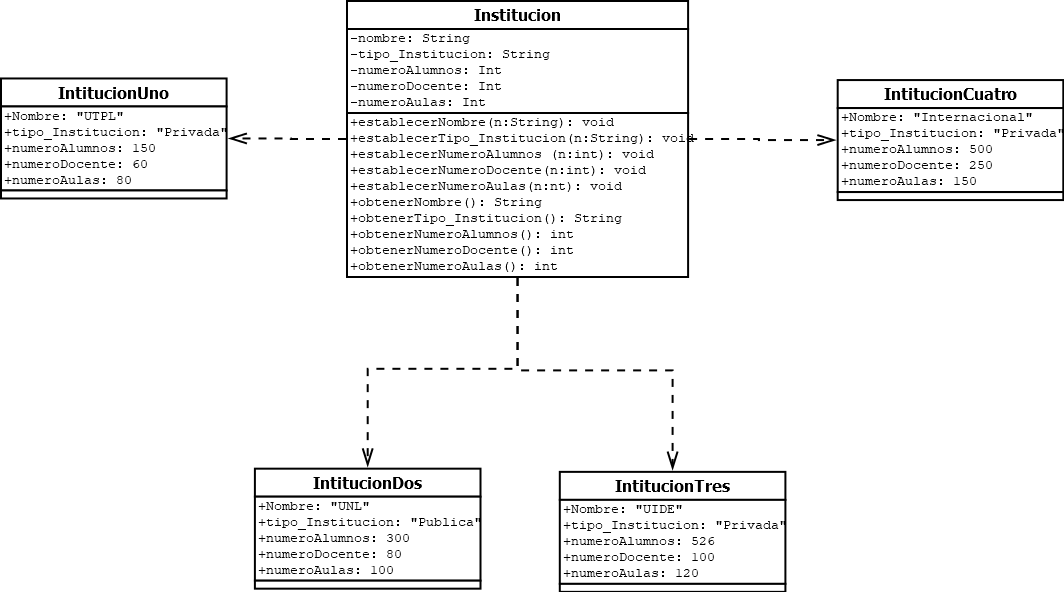 Institucion
-nombre: String
-tipo_Institucion: String
-numeroAlumnos: Int
-numeroDocente: Int
-numeroAulas: Int
+establecerNombre(n:String): void
+establecerTipo_Institucion(n:String): void
+establecerNumeroAlumnos (n:int): void
+establecerNumeroDocente(n:int): void
+establecerNumeroAulas(n:nt): void
+obtenerNombre(): String
+obtenerTipo_Institucion(): String
+obtenerNumeroAlumnos(): int
+obtenerNumeroDocente(): int
+obtenerNumeroAulas(): int
IntitucionUno
+Nombre: "UTPL"
+tipo_Institucion: "Privada"
+numeroAlumnos: 150
+numeroDocente: 60
+numeroAulas: 80
IntitucionCuatro
+Nombre: "Internacional"
+tipo_Institucion: "Privada"
+numeroAlumnos: 500
+numeroDocente: 250
+numeroAulas: 150
IntitucionDos
+Nombre: "UNL"
+tipo_Institucion: "Publica"
+numeroAlumnos: 300
+numeroDocente: 80
+numeroAulas: 100
IntitucionTres
+Nombre: "UIDE"
+tipo_Institucion: "Privada"
+numeroAlumnos: 526
+numeroDocente: 100
+numeroAulas: 120